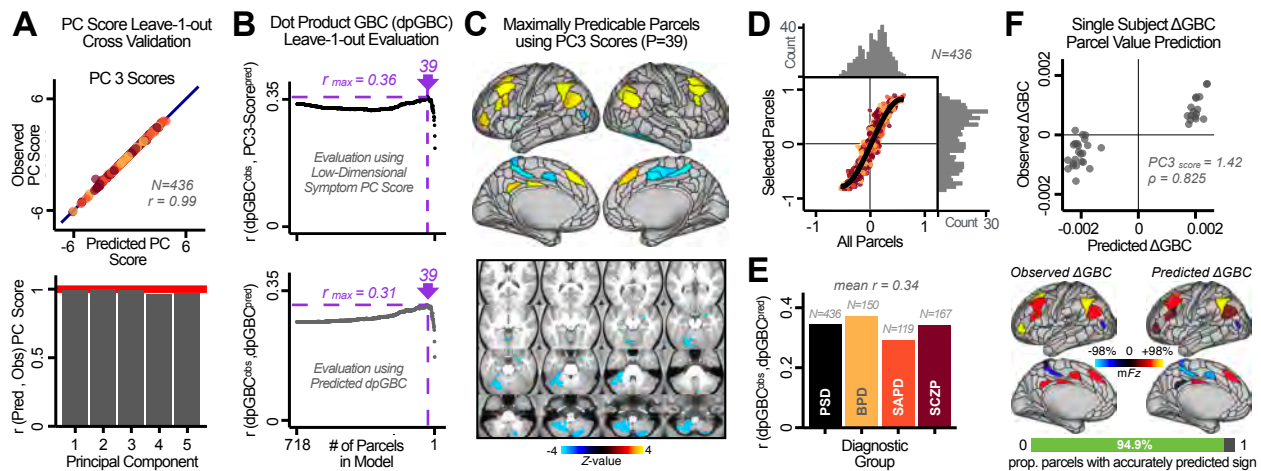 A
PC Score Leave-1-out
Cross Validation
PC 3 Scores
Observed
PC Score
6
-6
N=436
r = 0.99
-6
Predicted PC
Score
6
r (Pred , Obs) PC Score
1
0.5
0
1
2
3
4
5
Principal Component
B
Dot Product GBC (dpGBC)
Leave-1-out Evaluation
39
r max = 0.36
r (dpGBCobs , PC3-Scorepred)
0.35
0
Evaluation using
Low-Dimensional
Symptom PC Score
39
r max = 0.31
r (dpGBCobs,dpGBCpred)
0.35
0
Evaluation using
Predicted dpGBC
718
# of Parcels
in Model
1
C
Maximally Predicable Parcels
using PC3 Scores (P=39)
-4
4
Z-value
D
Count
40
0
N=436
Selected Parcels
1
0
-1
-1
0
1
All Parcels
Count
30
E
mean r = 0.34
r (dpGBCobs,dpGBCpred)
0.4
0.2
0
N=436
N=150
N=119
N=167
PSD
BPD
SAPD
SCZP
Diagnostic
Group
F
Single Subject ΔGBC
Parcel Value Prediction
Observed ΔGBC
0.002
0
-0.002
PC3 score = 1.42
ρ = 0.825
-0.002
0
0.002
Predicted ΔGBC
Observed ΔGBC
Predicted ΔGBC
-98%
0
+98%
mFz
0
94.9%
1
prop. parcels with accurately predicted sign